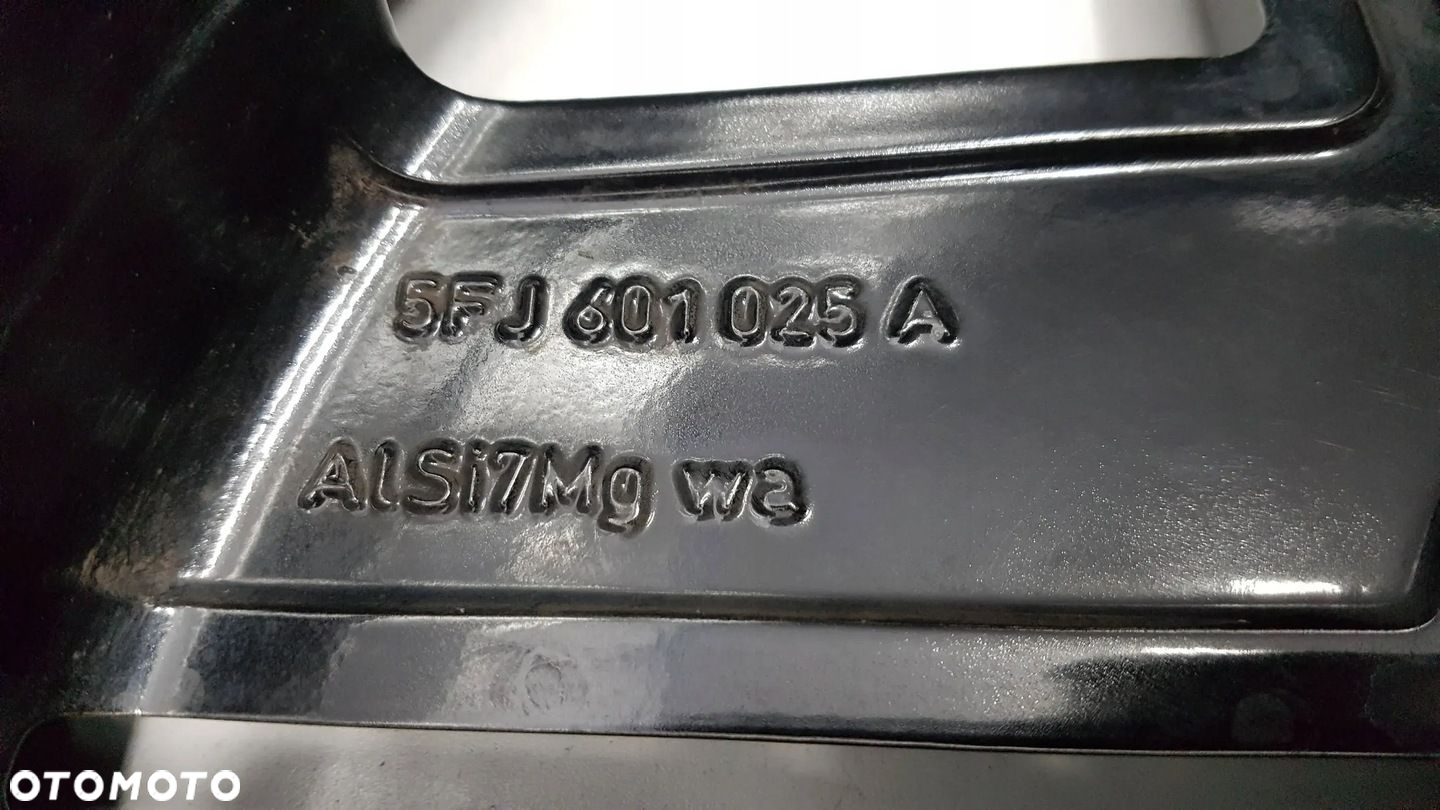 5FJ 601 025 A
AlSi7Mg wa
OTOMOTO